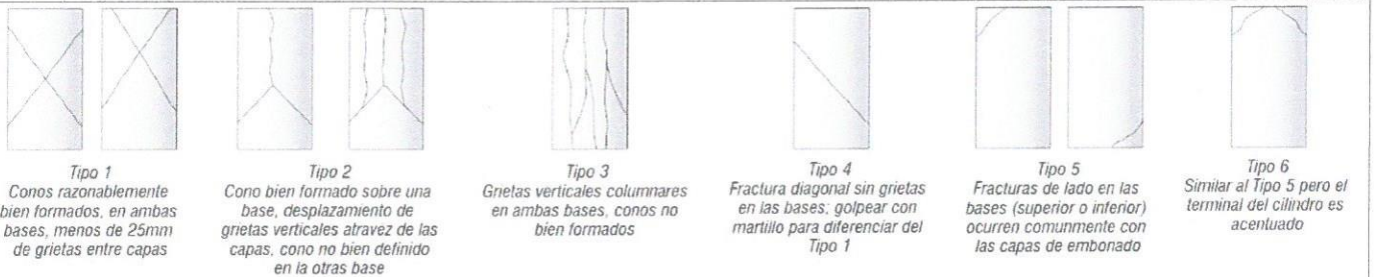 Tipo 1
Conos razonablemente
bien formados, en ambas
bases, menos de 25mm
de grietas entre capas
Tipo 2
Cono bien formado sobre una
base, desplazamiento de
grietas verticales atravez de las
capas, cono no bien definido
en la otras base
Tipo 3
Grietas verticales columnares
en ambas bases, conos no
bien formados
Tipo 4
Fractura diagonal sin grietas
en las bases; golpear con
martillo para diferenciar del
Tipo 1
Tipo 5
Fracturas de lado en las
bases (superior o inferior)
ocurren comunmente con
las capas de embonado
Tipo 6
Similar al Tipo 5 pero el
terminal del cilindro es
acentuado